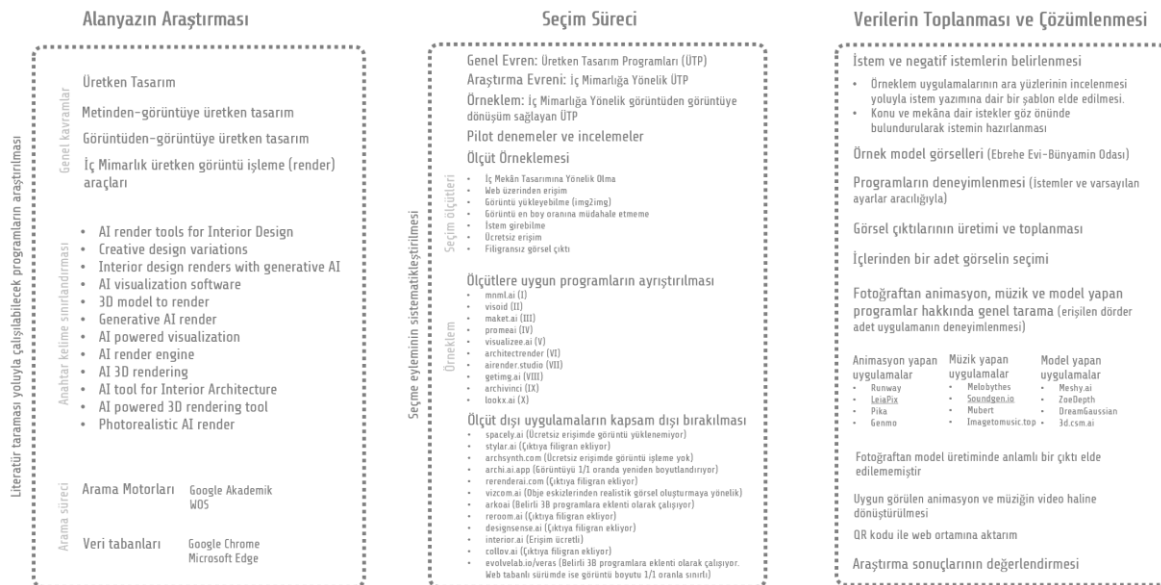 Alanyazın Araştırması
Literatür taraması yoluyla çalışılabilecek programların araştırılması
Genel kavramlar
Üretken Tasarım
Metinden-görüntüye üretken tasarım
Görüntüden-görüntüye üretken tasarım
İç Mimarlık üretken görüntü işleme (render)
araçları
Anahtar kelime sınırlandırması
• AI render tools for Interior Design
• Creative design variations
• Interior design renders with generative AI
• AI visualization software
• 3D model to render
• Generative AI render
• AI powered visualization
• AI render engine
• AI 3D rendering
• AI tool for Interior Architecture
• AI powered 3D rendering tool
• Photorealistic AI render
Arama süreci
Arama Motorları Google Akademik
WOS
Veri tabanları Google Chrome
Microsoft Edge
Seçim Süreci
Seçme eyleminin sistematikleştirilmesi
Genel Evren: Üretken Tasarım Programları (ÜTP)
Araştırma Evreni: İç Mimarlığa Yönelik ÜTP
Örneklem: İç Mimarlığa Yönelik görüntüden görüntüye
dönüşüm sağlayan ÜTP
Pilot denemeler ve incelemeler
Ölçüt Örneklemesi
Seçim ölçütleri
• İç Mekân Tasarımına Yönelik Olma
• Web üzerinden erişim
• Görüntü yükleyebilme (img2img)
• Görüntü en boy oranına müdahale etmeme
• İstem girebilme
• Ücretsiz erişim
• Filigransız görsel çıktı
Örneklem
Ölçütlere uygun programların ayrıştırılması
• mnml.ai (I)
• visoid (II)
• maket.ai (III)
• promeai (IV)
• visualizee.ai (V)
• architectrender (VI)
• airender.studio (VII)
• getimg.ai (VIII)
• archivinci (IX)
• lookx.ai (X)
Ölçüt dışı uygulamaların kapsam dışı bırakılması
• spacely.ai (Ücretsiz erişimde görüntü yüklenemiyor)
• stylar.ai (Çıktıya filigran ekliyor)
• archsynth.com (Ücretsiz erişimde görüntü işleme yok)
• archi.ai.app (Görüntüyü 1/1 oranda yeniden boyutlandırıyor)
• rerenderai.com (Çıktıya filigran ekliyor)
• vizcom.ai (Obje eskizlerinden realistik görsel oluşturmaya yönelik)
• arkoai (Belirli 3B programlara eklenti olarak çalışıyor)
• reroom.ai (Çıktıya filigran ekliyor)
• designsense.ai (Çıktıya filigran ekliyor)
• interior.ai (Erişim ücretli)
• collov.ai (Çıktıya filigran ekliyor)
• evolvelab.io/veras (Belirli 3B programlara eklenti olarak çalışıyor.
Web tabanlı sürümde ise görüntü boyutu 1/1 oranla sınırlı)
Verilerin Toplanması ve Çözümlenmesi
İstem ve negatif istemlerin belirlenmesi
• Örneklem uygulamalarının ara yüzlerinin incelenmesi
yoluyla istem yazımına dair bir şablon elde edilmesi.
• Konu ve mekâna dair istekler göz önünde
bulundurularak istemin hazırlanması
Örnek model görselleri (Ebrehe Evi-Bünyamin Odası)
Programların deneyimlenmesi (İstemler ve varsayılan
ayarlar aracılığıyla)
Görsel çıktılarının üretimi ve toplanması
İçlerinden bir adet görselin seçimi
Fotoğraftan animasyon, müzik ve model yapan
programlar hakkında genel tarama (erişilen dörder
adet uygulamanın deneyimlenmesi)
Animasyon yapan
uygulamalar
• Runway
• LeiaPix
• Pika
• Genmo
Müzik yapan
uygulamalar
• Melobythes
• Soundgen.io
• Mubert
• Imagetomusic.top
Model yapan
uygulamalar
• Meshy.ai
• ZoeDepth
• DreamGaussian
• 3d.csm.ai
Fotoğraftan model üretiminde anlamlı bir çıktı elde
edilememiştir
Uygun görülen animasyon ve müziğin video haline
dönüştürülmesi
QR kodu ile web ortamına aktarım
Araştırma sonuçlarının değerlendirmesi